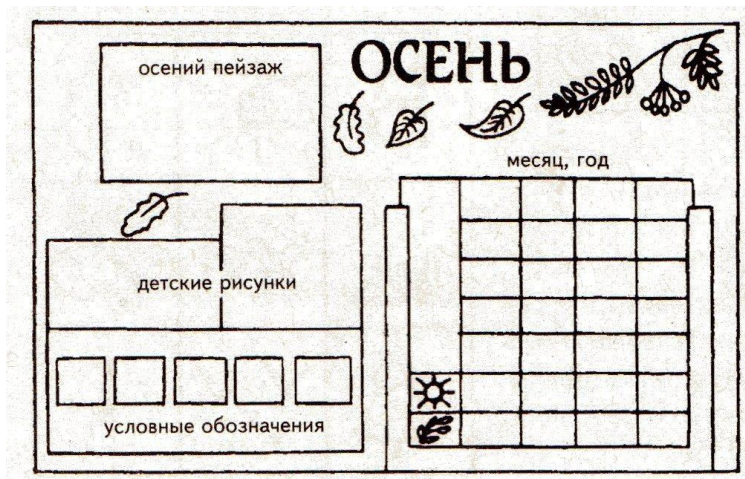 осений пейзаж
ОСЕНЬ
месяц, год
детские рисунки
условные обозначения